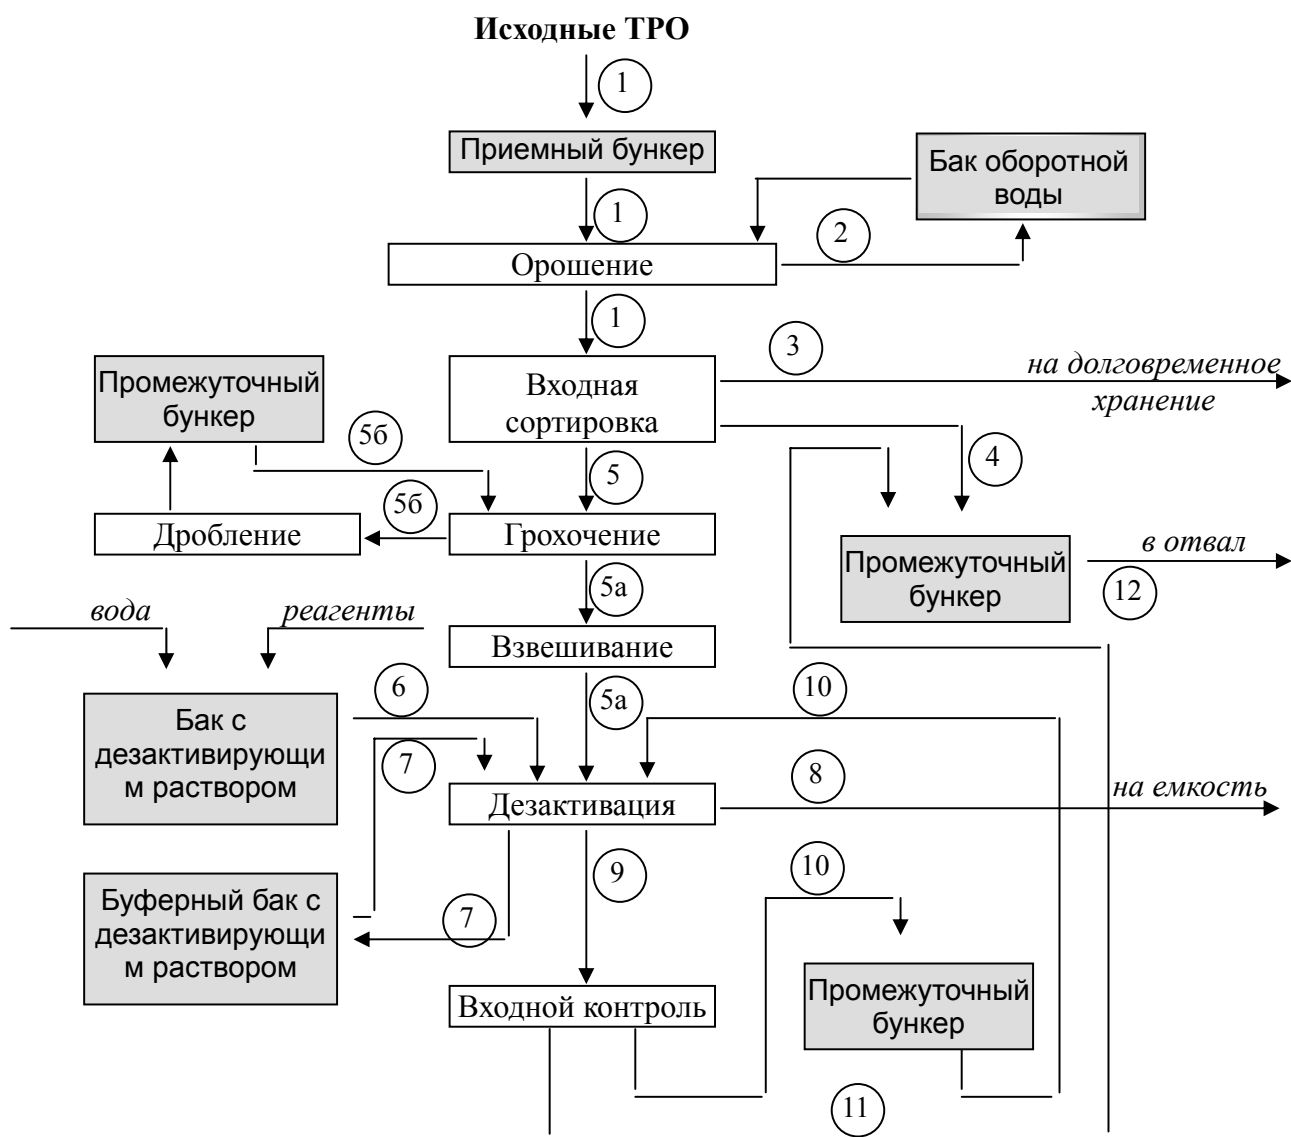 Исходные ТРО
1
Приемный бункер
Бак оборотной
воды
1
2
Орошение
1
3
на долговременное
хранение
Промежуточный
бункер
Входная
сортировка
5б
4
5
5б
Дробление
Грохочение
в отвал
Промежуточный
бункер
12
5а
вода
реагенты
Взвешивание
6
5а
10
Бак с
дезактивирующи
м раствором
7
8
на емкость
Дезактивация
9
10
Буферный бак с
дезактивирующи
м раствором
7
Входной контроль
Промежуточный
бункер
11